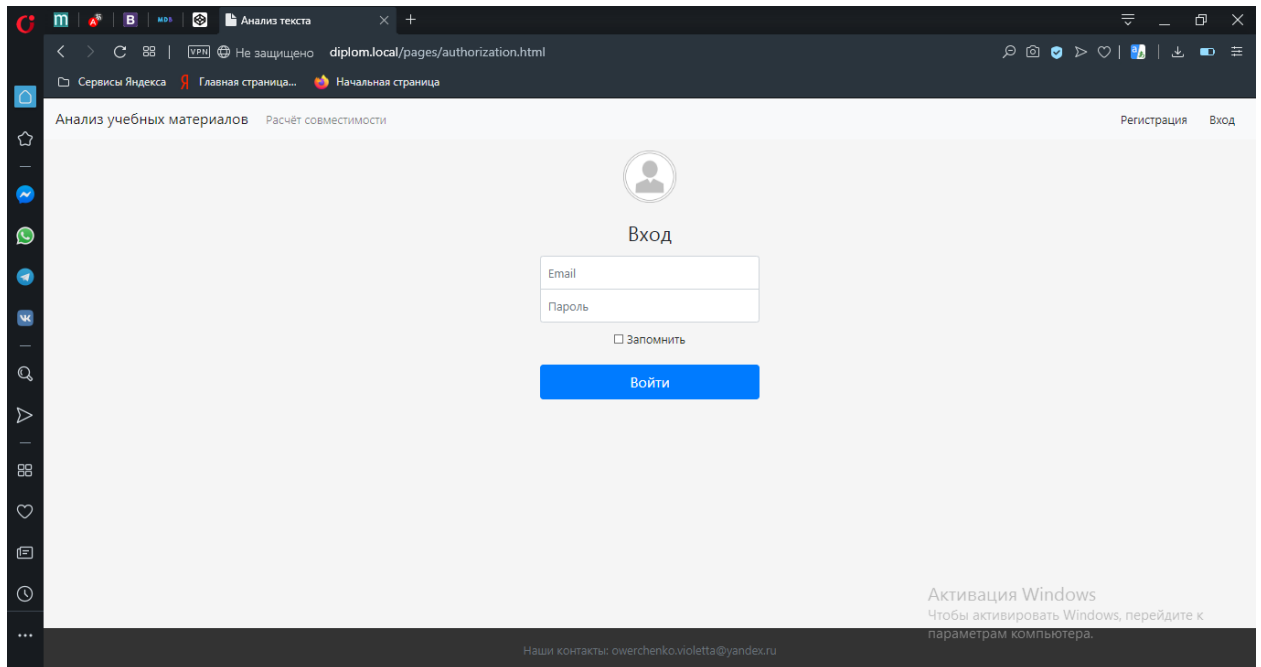 Анализ текста
VPN Не защищено diplom.local/pages/authorization.html
Сервисы Яндекса Главная страница... Начальная страница
Анализ учебных материалов Расчёт совместимости Регистрация Вход
Вход
Email
Пароль
Запомнить
Войти
Активация Windows
Чтобы активировать Windows, перейдите к
параметрам компьютера.
Наши контакты: owerchenko.violetta@yandex.ru